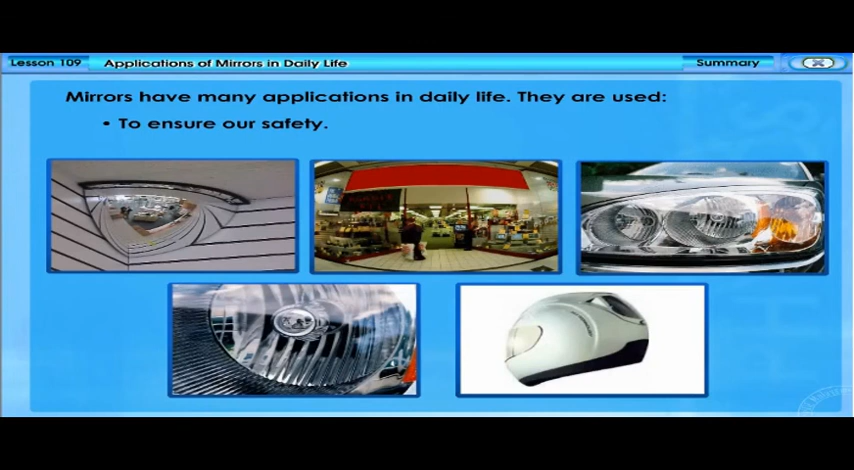 Lesson 109
Applications of Mirrors in Daily Life
Summary
Mirrors have many applications in daily life. They are used:
• To ensure our safety.